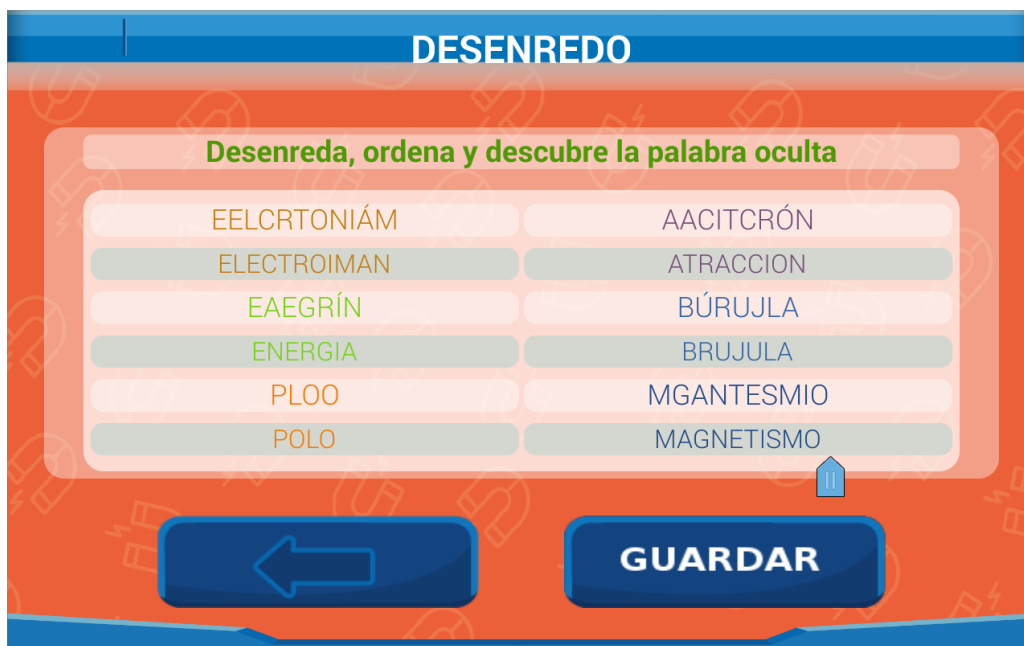 DESENREDO
Desenreda, ordena y descubre la palabra oculta
EELCRTONIÁM AACITCRÓN
ELECTROIMAN ATRACCION
EAEGRÍN BÚRUJLA
ENERGIA BRUJULA
PLOO MGANTESMIO
POLO MAGNETISMO
GUARDAR